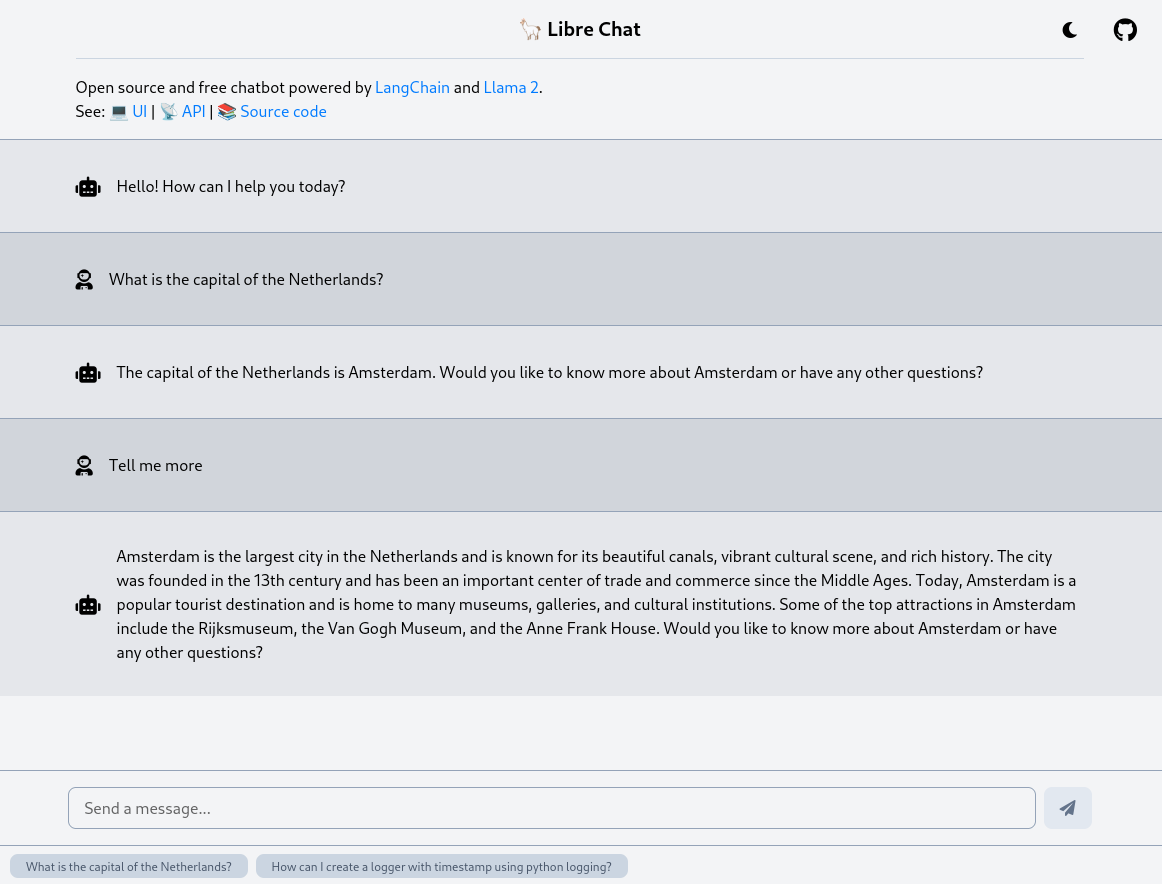 Libre Chat
Open source and free chatbot powered by LangChain and Llama 2.
See: 💻 UI | 📡 API | 📚 Source code
Hello! How can I help you today?
What is the capital of the Netherlands?
The capital of the Netherlands is Amsterdam. Would you like to know more about Amsterdam or have any other questions?
Tell me more
Amsterdam is the largest city in the Netherlands and is known for its beautiful canals, vibrant cultural scene, and rich history. The city
was founded in the 13th century and has been an important center of trade and commerce since the Middle Ages. Today, Amsterdam is a
popular tourist destination and is home to many museums, galleries, and cultural institutions. Some of the top attractions in Amsterdam
include the Rijksmuseum, the Van Gogh Museum, and the Anne Frank House. Would you like to know more about Amsterdam or have
any other questions?
Send a message...
What is the capital of the Netherlands?
How can I create a logger with timestamp using python logging?